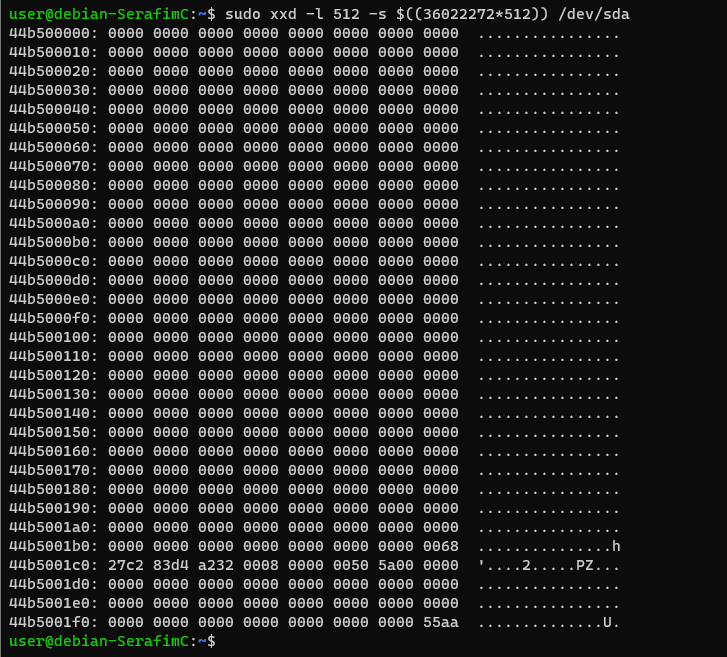 user@debian-SerafimC:~$ sudo xxd -l 512 -s $((36022272*512)) /dev/sda
44b500000: 0000 0000 0000 0000 0000 0000 0000 0000  ................
44b500010: 0000 0000 0000 0000 0000 0000 0000 0000  ................
44b500020: 0000 0000 0000 0000 0000 0000 0000 0000  ................
44b500030: 0000 0000 0000 0000 0000 0000 0000 0000  ................
44b500040: 0000 0000 0000 0000 0000 0000 0000 0000  ................
44b500050: 0000 0000 0000 0000 0000 0000 0000 0000  ................
44b500060: 0000 0000 0000 0000 0000 0000 0000 0000  ................
44b500070: 0000 0000 0000 0000 0000 0000 0000 0000  ................
44b500080: 0000 0000 0000 0000 0000 0000 0000 0000  ................
44b500090: 0000 0000 0000 0000 0000 0000 0000 0000  ................
44b5000a0: 0000 0000 0000 0000 0000 0000 0000 0000  ................
44b5000b0: 0000 0000 0000 0000 0000 0000 0000 0000  ................
44b5000c0: 0000 0000 0000 0000 0000 0000 0000 0000  ................
44b5000d0: 0000 0000 0000 0000 0000 0000 0000 0000  ................
44b5000e0: 0000 0000 0000 0000 0000 0000 0000 0000  ................
44b5000f0: 0000 0000 0000 0000 0000 0000 0000 0000  ................
44b500100: 0000 0000 0000 0000 0000 0000 0000 0000  ................
44b500110: 0000 0000 0000 0000 0000 0000 0000 0000  ................
44b500120: 0000 0000 0000 0000 0000 0000 0000 0000  ................
44b500130: 0000 0000 0000 0000 0000 0000 0000 0000  ................
44b500140: 0000 0000 0000 0000 0000 0000 0000 0000  ................
44b500150: 0000 0000 0000 0000 0000 0000 0000 0000  ................
44b500160: 0000 0000 0000 0000 0000 0000 0000 0000  ................
44b500170: 0000 0000 0000 0000 0000 0000 0000 0000  ................
44b500180: 0000 0000 0000 0000 0000 0000 0000 0000  ................
44b500190: 0000 0000 0000 0000 0000 0000 0000 0000  ................
44b5001a0: 0000 0000 0000 0000 0000 0000 0000 0000  ................
44b5001b0: 0000 0000 0000 0000 0000 0000 0000 0068  ...............h
44b5001c0: 27c2 83d4 a232 0008 0000 0050 5a00 0000  '....2.....PZ...
44b5001d0: 0000 0000 0000 0000 0000 0000 0000 0000  ................
44b5001e0: 0000 0000 0000 0000 0000 0000 0000 0000  ................
44b5001f0: 0000 0000 0000 0000 0000 0000 0000 55aa  ..............U.
user@debian-SerafimC:~$